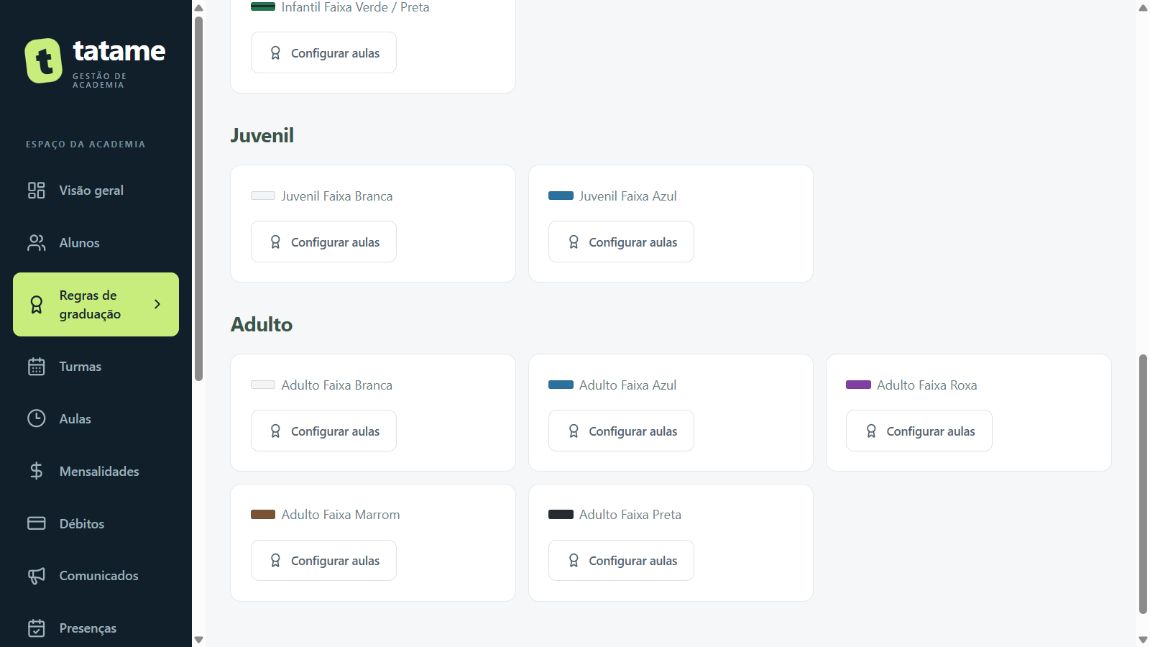 tatame
GESTÃO DE
ACADEMIA
ESPAÇO DA ACADEMIA
Visão geral
Alunos
Regras de
graduação
Turmas
Aulas
Mensalidades
Débitos
Comunicados
Presenças
Infantil Faixa Verde / Preta
Configurar aulas
Juvenil
Juvenil Faixa Branca
Juvenil Faixa Azul
Configurar aulas
Configurar aulas
Adulto
Adulto Faixa Branca
Adulto Faixa Azul
Adulto Faixa Roxa
Configurar aulas
Configurar aulas
Configurar aulas
Adulto Faixa Marrom
Adulto Faixa Preta
Configurar aulas
Configurar aulas